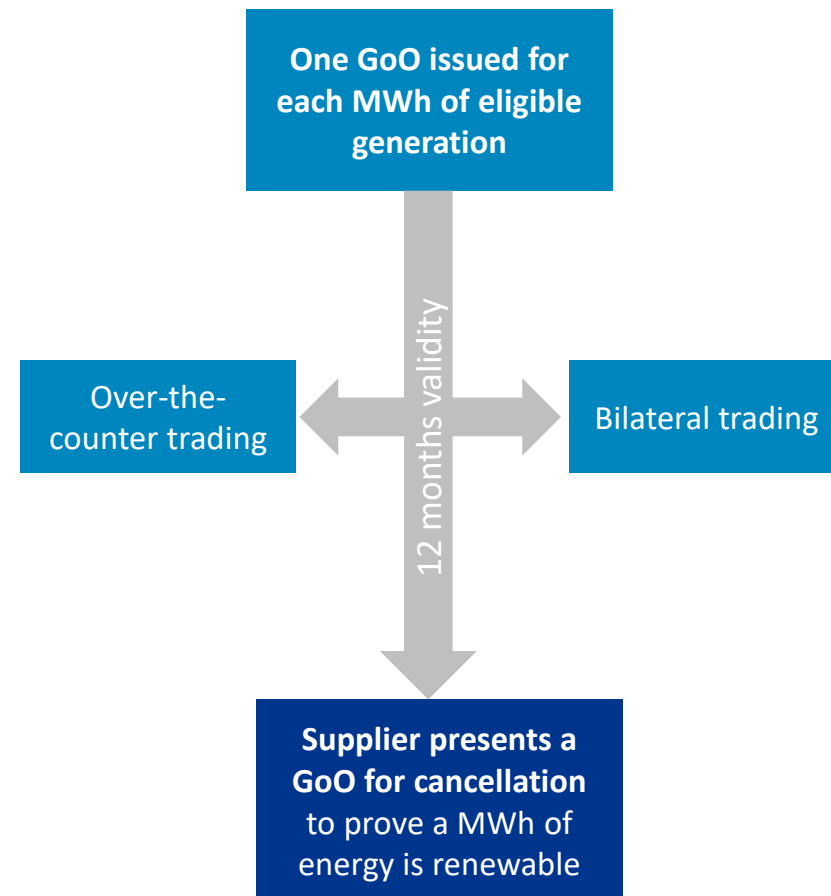 One GoO issued for
each MWh of eligible
generation
12 months validity
Over-the-
counter trading
Bilateral trading
Supplier presents a
GoO for cancellation
to prove a MWh of
energy is renewable